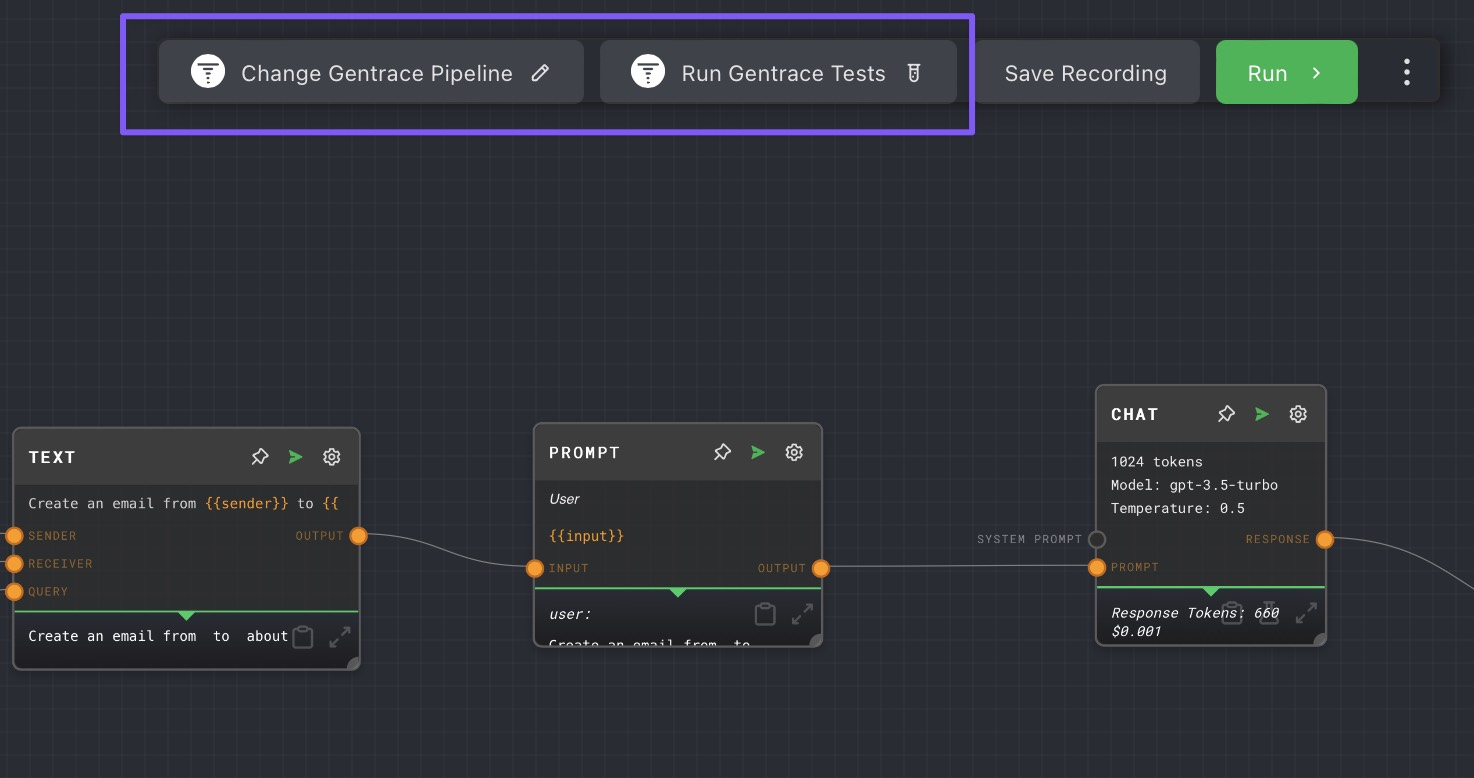 Change Gentrace Pipeline
Run Gentrace Tests
Save Recording
Run
TEXT
Create an email from {{sender}} to {{
SENDER
OUTPUT
RECEIVER
QUERY
Create an email from  to  about
PROMPT
User
{{input}}
INPUT
OUTPUT
user:
Create an email from  to
CHAT
1024 tokens
Model: gpt-3.5-turbo
Temperature: 0.5
SYSTEM PROMPT
RESPONSE
PROMPT
Response Tokens: 660
$0.001